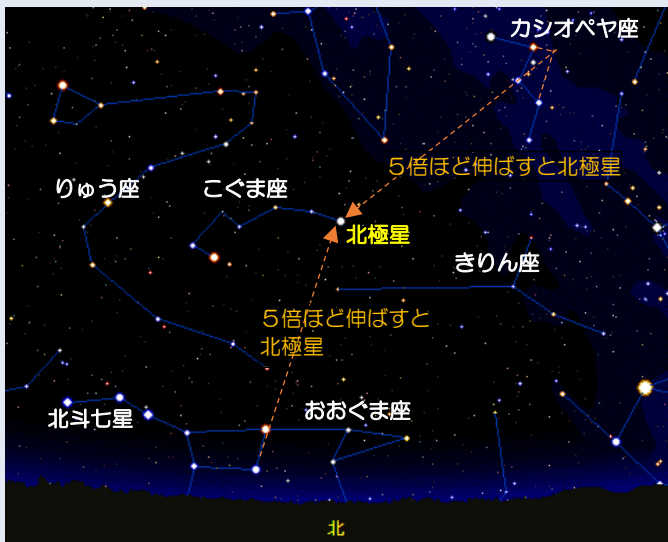 カシオペヤ座
５倍ほど伸ばすと北極星
りゅう座
こぐま座
北極星
きりん座
５倍ほど伸ばすと
北極星
北斗七星
おおぐま座
北